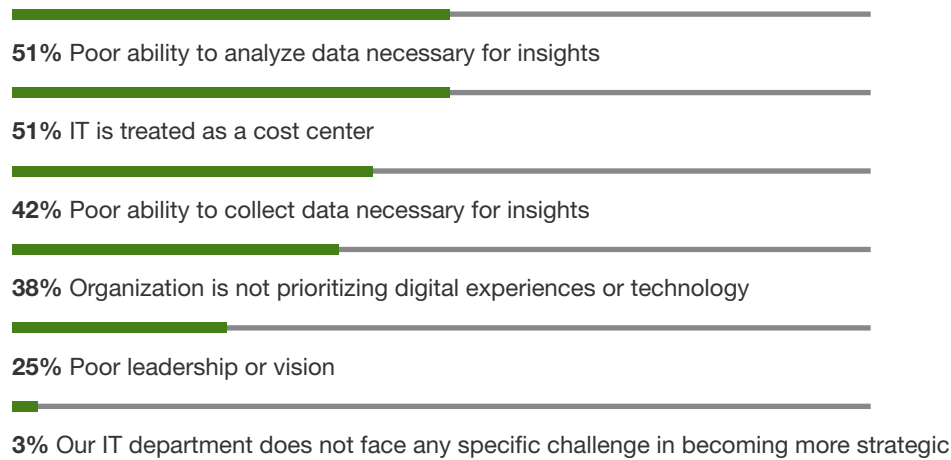 51% Poor ability to analyze data necessary for insights
51% IT is treated as a cost center
42% Poor ability to collect data necessary for insights
38% Organization is not prioritizing digital experiences or technology
25% Poor leadership or vision
3% Our IT department does not face any specific challenge in becoming more strategic